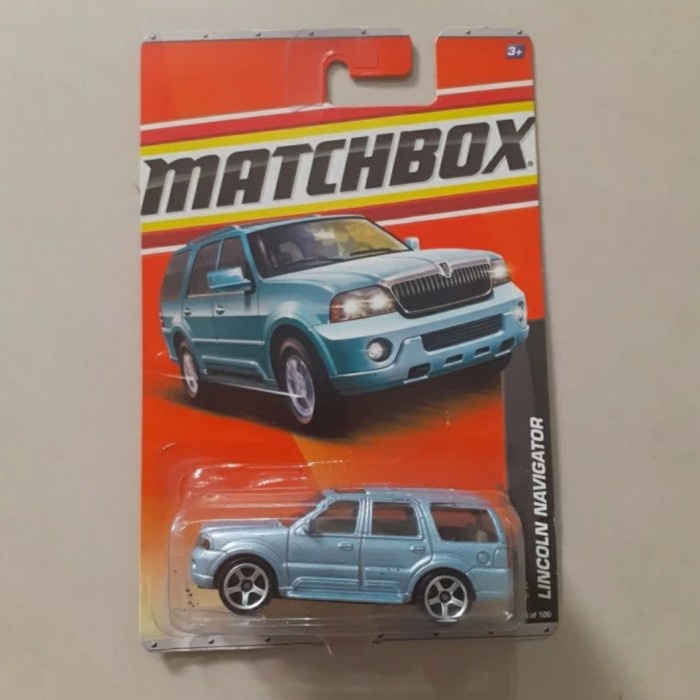 3+
MATCHBOX
LINCOLN NAVIGATOR
of 100